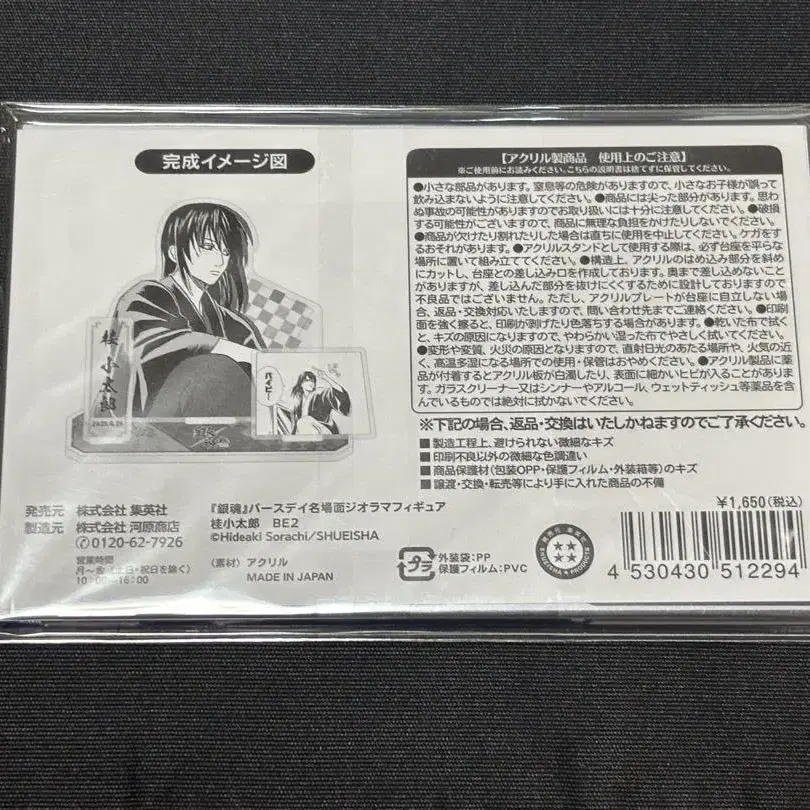 完成イメージ図
桂小太郎
2025.6.26
バイビー
【アクリル製商品　使用上のご注意】
※ご使用前にお読みください。こちらの説明書は捨てずに保管してください。
●小さな部品があります。窒息等の危険がありますので、小さなお子様が誤って
飲み込まないように注意してください。●商品には尖った部分があります。思わ
ぬ事故の可能性がありますのでお取り扱いには十分に注意してください。●破損
する可能性がございますので、商品に無理な負担をかけたりしないでください。
●商品が欠けたり割れたりした場合は直ちに使用を中止してください。ケガをす
るおそれがあります。●アクリルスタンドとして使用する際は、必ず台座を平らな
場所に置いて組み立ててください。●構造上、アクリルのはめ込み部分を斜め
にカットし、台座との差し込み口を作成しております。奥まで差し込めないこと
がありますが、差し込んだ部分を抜けにくくするために設計しておりますので
不良品ではございません。ただし、アクリルプレートが台座に自立しない場
合、返品・交換対応いたしますので、問い合わせ先までご連絡ください。●印刷
面を強く擦ると、印刷が剥げたり色落ちする場合があります。●乾いた布で拭く
と、キズの原因になりますので、やわらかい湿った布でやさしく拭いてください。
●変形や変質、火災の原因となりますので、直射日光のあたる場所や、火気の近
く、高温多湿になる場所での使用・保管はおやめください。●アクリル製品に薬
品が付着するとアクリル板が白濁したり、表面に細かいヒビが入ることがあります。
ガラスクリーナー又はシンナーやアルコール、ウェットティッシュ等薬品を含
んでいるものでは絶対に拭かないでください。
※下記の場合、返品・交換はいたしかねますのでご了承ください。
■製造工程上、避けられない微細なキズ
■印刷不良以外の微細な色調違い
■商品保護材（包装OPP・保護フィルム・外装箱等）のキズ
■譲渡・交換・転売等により手に入れた商品の不備
発売元　株式会社 集英社
製造元　株式会社 河原商店
0120-62-7926
営業時間
月～金（土日・祝日を除く）
10：00～16：00
『銀魂』バースデイ名場面ジオラマフィギュア
桂小太郎　BE2
©Hideaki Sorachi/SHUEISHA
（素材）アクリル
MADE IN JAPAN
プラ
外装袋:PP
保護フィルム:PVC
￥1,650（税込）
4 530430 512294